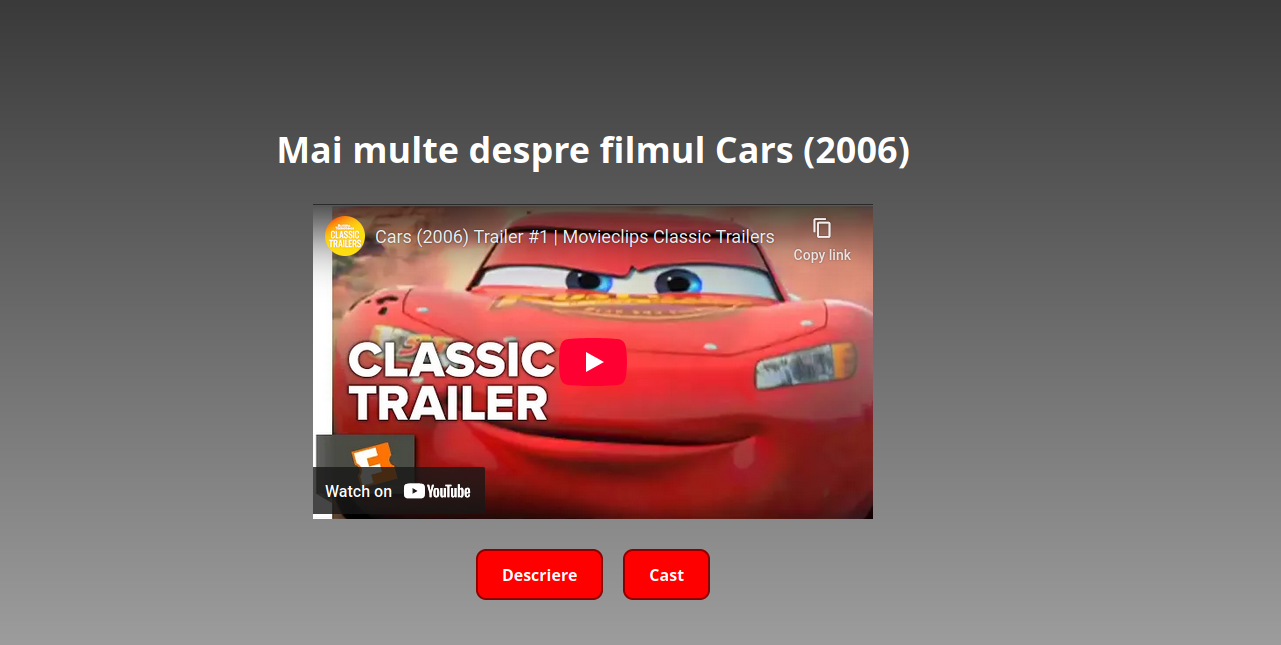 Mai multe despre filmul Cars (2006)
CLASSIC
TRAILERS
Cars (2006) Trailer #1 | Movieclips Classic Trailers
Copy link
CLASSIC
TRAILER
Watch on YouTube
Descriere
Cast